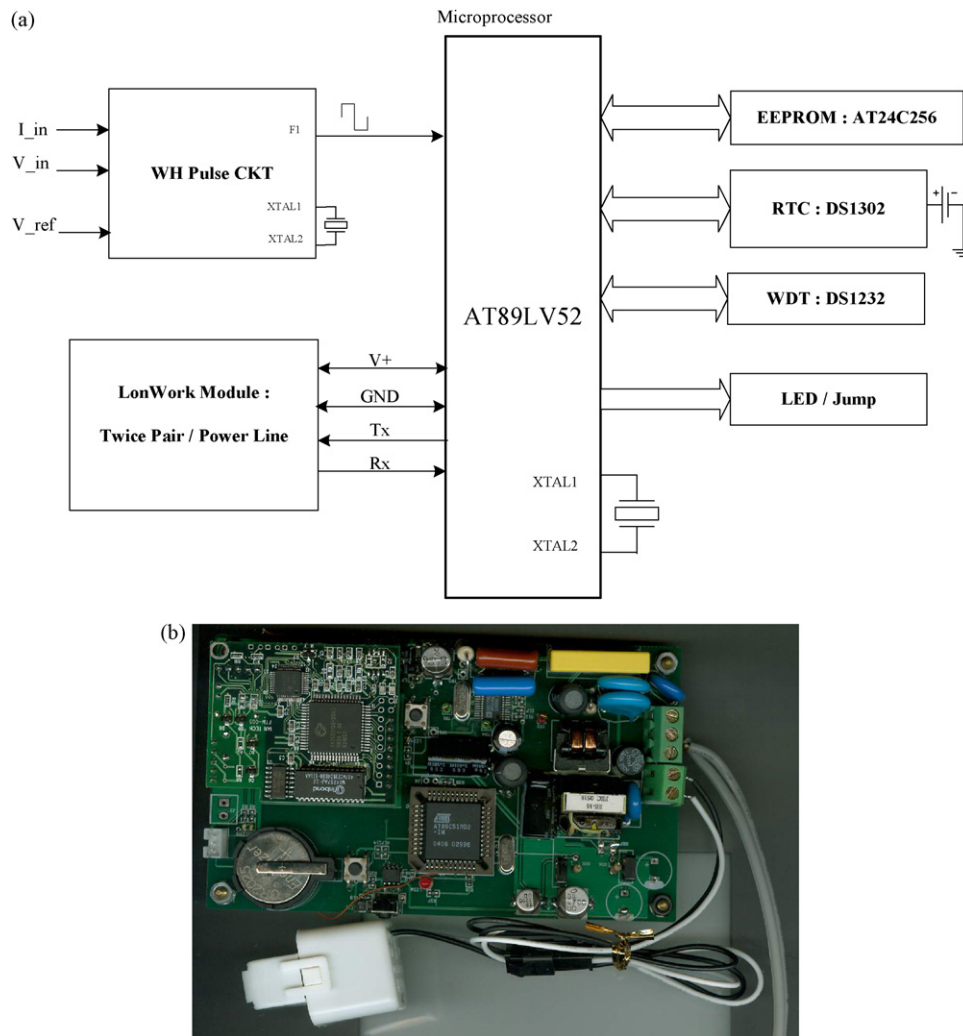 (a)
Microprocessor
I_in
V_in
V_ref
F1
WH Pulse CKT
XTAL1
XTAL2
EEPROM : AT24C256
RTC : DS1302
+
−
WDT : DS1232
AT89LV52
LonWork Module :
Twice Pair / Power Line
V+
GND
Tx
Rx
LED / Jump
XTAL1
XTAL2
(b)